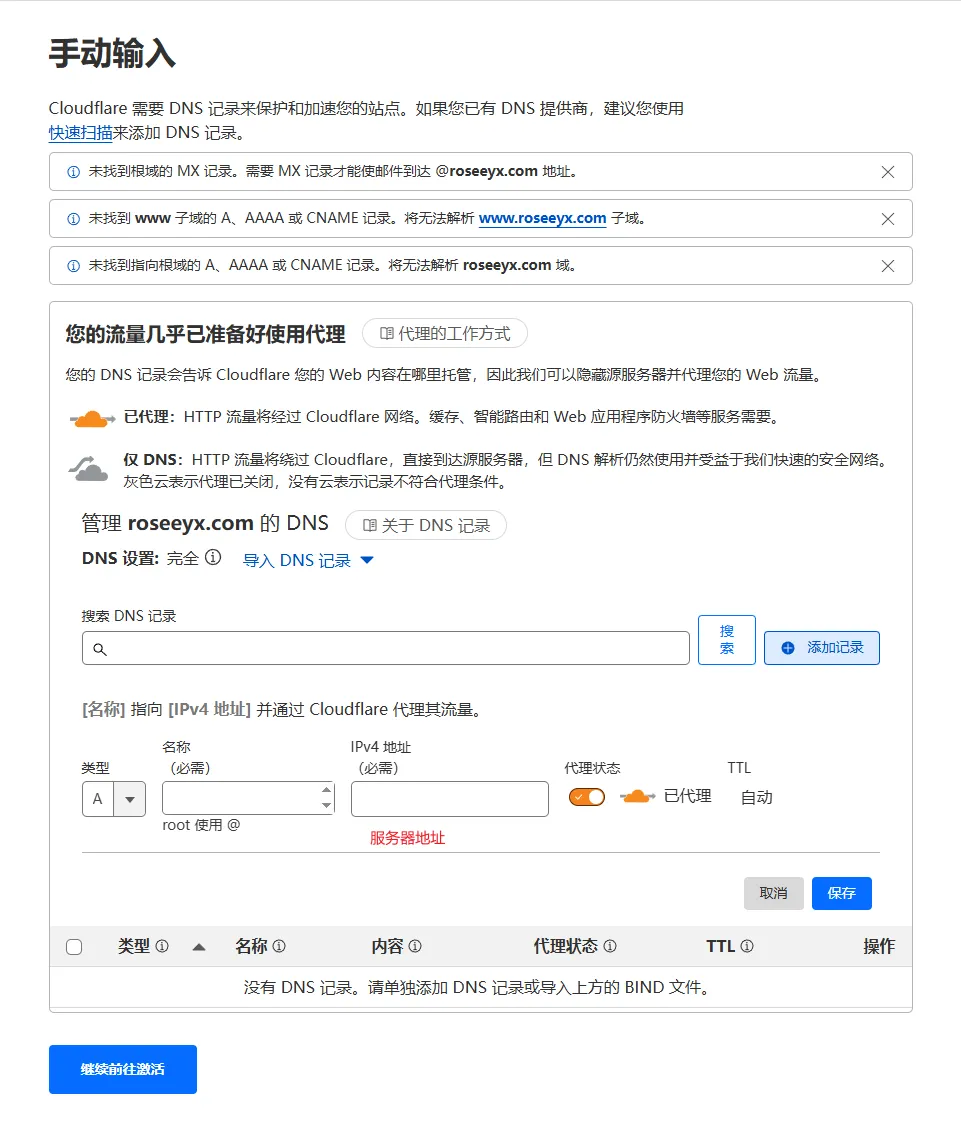 手动输入
Cloudflare 需要 DNS 记录来保护和加速您的站点。如果您已有 DNS 提供商，建议您使用
快速扫描来添加 DNS 记录。
未找到根域的 MX 记录。需要 MX 记录才能使邮件到达 @roseeyx.com 地址。
未找到 www 子域的 A、AAAA 或 CNAME 记录。将无法解析 www.roseeyx.com 子域。
未找到指向根域的 A、AAAA 或 CNAME 记录。将无法解析 roseeyx.com 域。
您的流量几乎已准备好使用代理 代理的工作方式
您的 DNS 记录会告诉 Cloudflare 您的 Web 内容在哪里托管，因此我们可以隐藏源服务器并代理您的 Web 流量。
已代理：HTTP 流量将经过 Cloudflare 网络。缓存、智能路由和 Web 应用程序防火墙等服务需要。
仅 DNS：HTTP 流量将绕过 Cloudflare，直接到达源服务器，但 DNS 解析仍然使用并受益于我们快速的安全网络。
灰色云表示代理已关闭，没有云表示记录不符合代理条件。
管理 roseeyx.com 的 DNS 关于 DNS 记录
DNS 设置: 完全 导入 DNS 记录
搜索 DNS 记录
搜
索
添加记录
[名称] 指向 [IPv4 地址] 并通过 Cloudflare 代理其流量。
名称 IPv4 地址
类型 （必需） （必需） 代理状态 TTL
A 已代理 自动
root 使用 @
服务器地址
取消 保存
类型 名称 内容 代理状态 TTL 操作
没有 DNS 记录。请单独添加 DNS 记录或导入上方的 BIND 文件。
继续前往激活